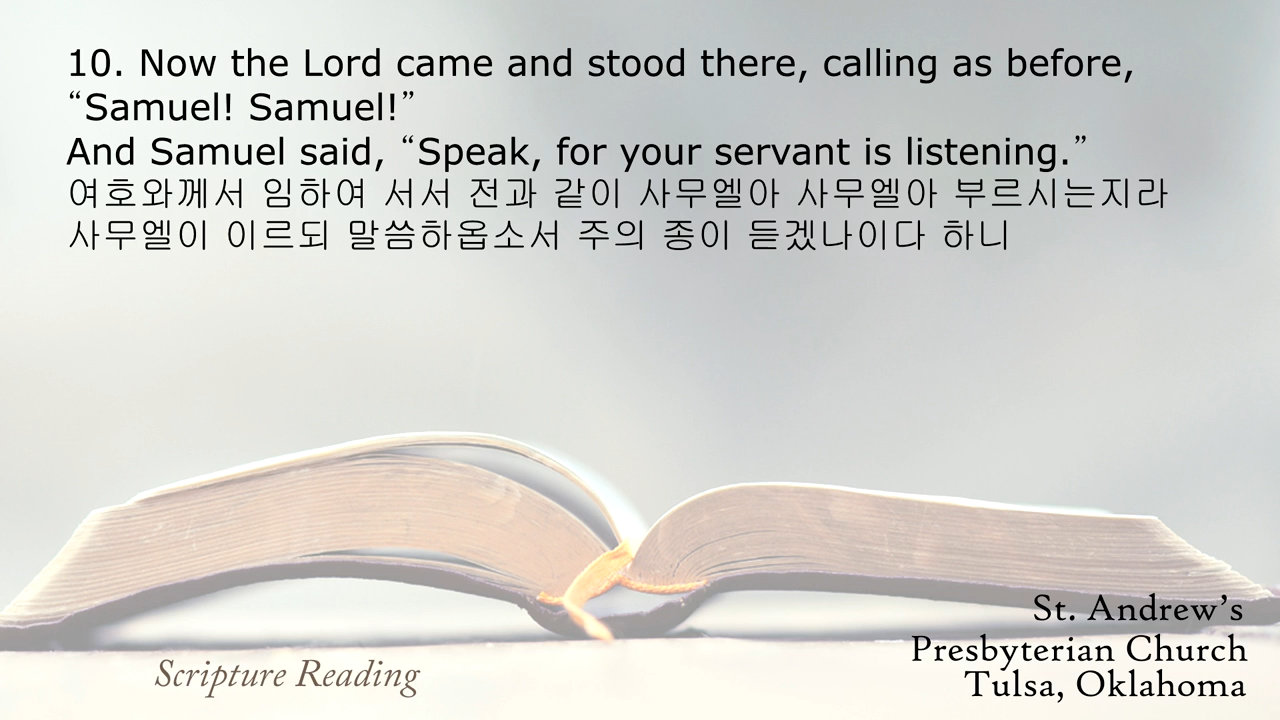 10. Now the Lord came and stood there, calling as before,
“Samuel! Samuel!”
And Samuel said, “Speak, for your servant is listening.”
여호와께서 임하여 서서 전과 같이 사무엘아 사무엘아 부르시는지라
사무엘이 이르되 말씀하옵소서 주의 종이 듣겠나이다 하니
St. Andrew’s
Presbyterian Church
Tulsa, Oklahoma
Scripture Reading